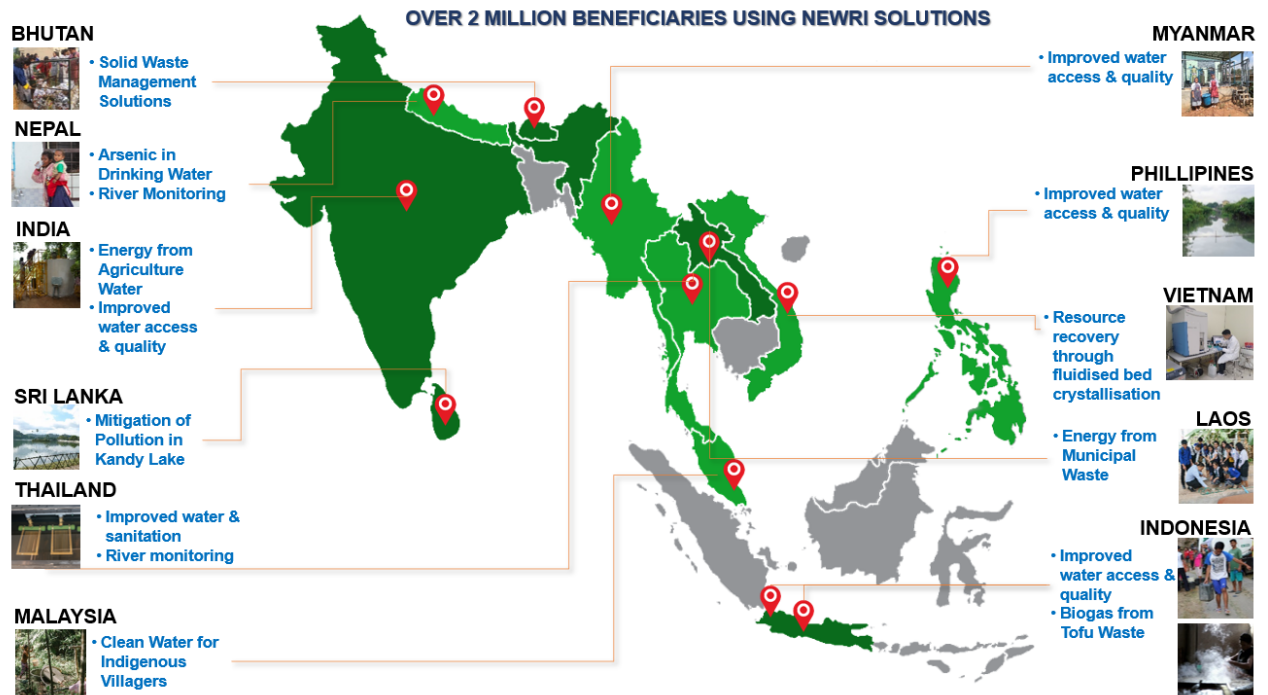 OVER 2 MILLION BENEFICIARIES USING NEWRI SOLUTIONS
BHUTAN
• Solid Waste
Management
Solutions
NEPAL
• Arsenic in
Drinking Water
• River Monitoring
INDIA
• Energy from
Agriculture
Water
• Improved
water access
& quality
SRI LANKA
• Mitigation of
Pollution in
Kandy Lake
THAILAND
• Improved water &
sanitation
• River monitoring
MALAYSIA
• Clean Water for
Indigenous
Villagers
MYANMAR
• Improved water
access & quality
PHILLIPINES
• Improved water
access & quality
VIETNAM
• Resource
recovery
through
fluidised bed
crystallisation
LAOS
• Energy from
Municipal
Waste
INDONESIA
• Improved
water access &
quality
• Biogas from
Tofu Waste